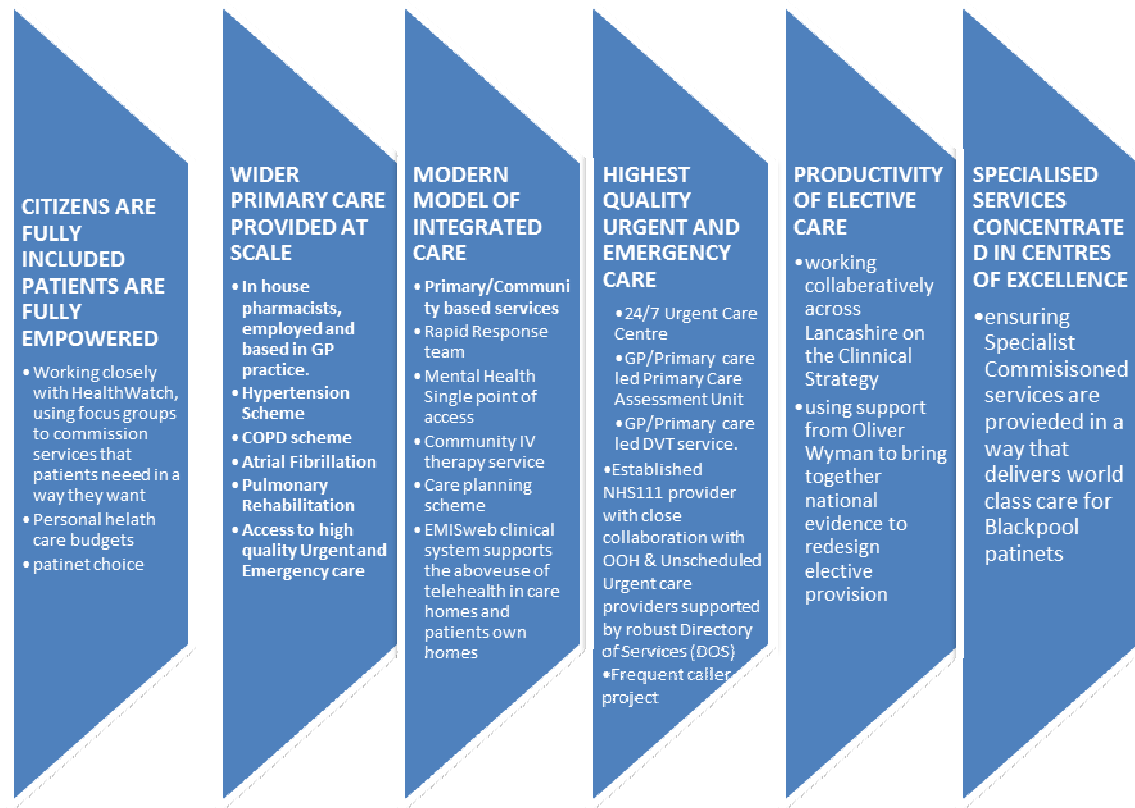 CITIZENS ARE
FULLY
INCLUDED
PATIENTS ARE
FULLY
EMPOWERED
•Working closely
with HealthWatch,
using focus groups
to commission
services that
patients neeed in a
way they want
•Personal helath
care budgets
•patinet choice
WIDER
PRIMARY CARE
PROVIDED AT
SCALE
•In house
pharmacists,
employed and
based in GP
practice.
•Hypertension
Scheme
•COPD scheme
•Atrial Fibrillation
•Pulmonary
Rehabilitation
•Access to high
quality Urgent and
Emergency care
MODERN
MODEL OF
INTEGRATED
CARE
•Primary/Communi
ty based services
•Rapid Response
team
•Mental Health
Single point of
access
•Community IV
therapy service
•Care planning
scheme
•EMISweb clinical
system supports
the aboveuse of
telehealth in care
homes and
patients own
homes
HIGHEST
QUALITY
URGENT AND
EMERGENCY
CARE
•24/7 Urgent Care
Centre
•GP/Primary care
led Primary Care
Assessment Unit
•GP/Primary care
led DVT service.
•Established
NHS111 provider
with close
collaboration with
OOH & Unscheduled
Urgent care
providers supported
by robust Directory
of Services (DOS)
•Frequent caller
project
PRODUCTIVITY
OF ELECTIVE
CARE
•working
collaberatively
across
Lancashire on
the Clinnical
Strategy
•using support
from Oliver
Wyman to bring
together
national
evidence to
redesign
elective
provision
SPECIALISED
SERVICES
CONCENTRATE
D IN CENTRES
OF EXCELLENCE
•ensuring
Specialist
Commisisoned
services are
provieded in a
way that
delivers world
class care for
Blackpool
patinets